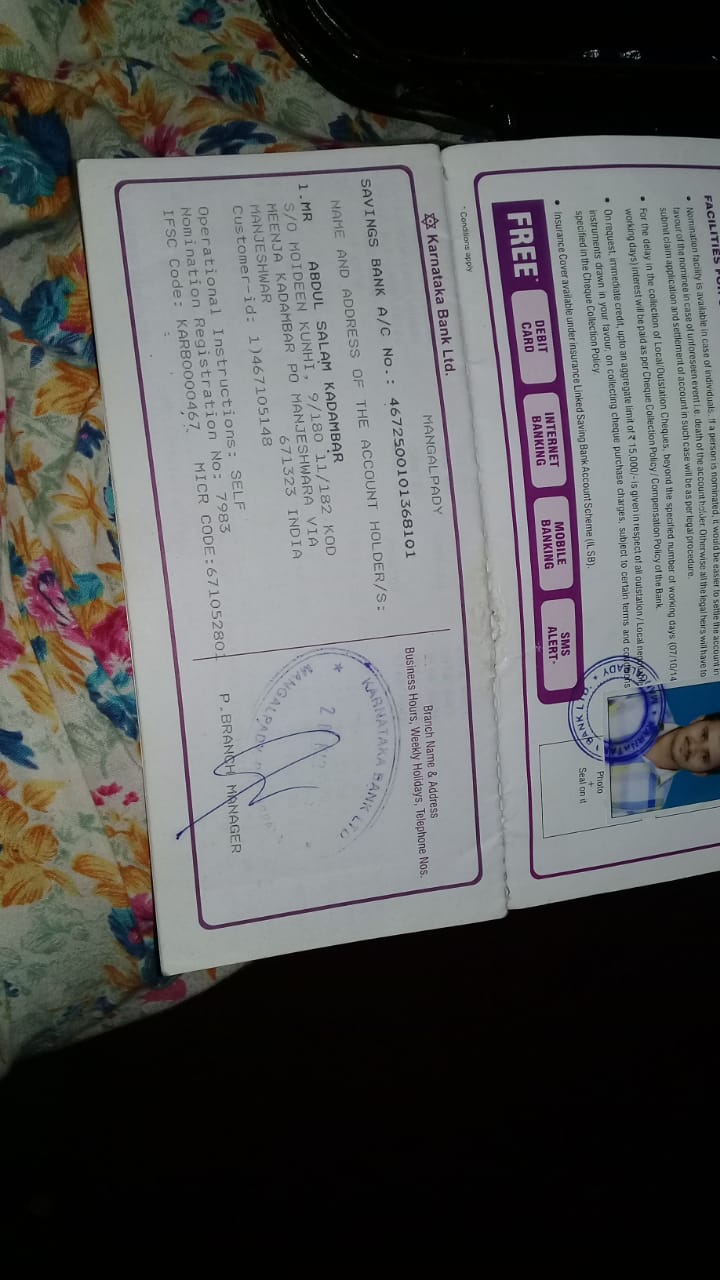 FACILITIES FOR
• Nomination facility is available in case of individuals. If a person is nominated, it would be easier to settle the account in
favour of the nominee in case of unforeseen event i.e. death of the account holder. Otherwise all the legal heirs will have to
submit claim application and settlement of account in such case will be as per legal procedure.
• For the delay in the collection of Local/Outstation Cheques, beyond the specified number of working days (07/10/14
working days) interest will be paid as per Cheque Collection Policy / Compensation Policy of the Bank.
• On request, immediate credit, upto an aggregate limit of ₹ 15,000/- is given in respect of all outstation / Local
instruments drawn in your favour, on collecting cheque purchase charges, subject to certain terms and conditions
specified in the Cheque Collection Policy.
• Insurance Cover available under insurance Linked Saving Bank Account Scheme (ILSB).
FREE*
DEBIT CARD
INTERNET BANKING
MOBILE BANKING
SMS ALERT*
* Conditions apply
Photo
+
Seal on it
Karnataka Bank Ltd.
MANGALPADY
SAVINGS BANK A/C No.: 4672500101368101
NAME AND ADDRESS OF THE ACCOUNT HOLDER/S:
1.MR ABDUL SALAM KADAMBAR
S/O MOIDEEN KUNHI, 9/180 11/182 KOD
MEENJA KADAMBAR PO MANJESHWARA VIA
MANJESHWAR 671323 INDIA
Customer-id: 1)467105148
Operational Instructions: SELF
Nomination Registration No: 7983
IFSC Code: KARB0000467 MICR CODE:671052801
Branch Name & Address
Business Hours, Weekly Holidays, Telephone Nos.
KARNATAKA BANK LTD
MANGALPADY
P.BRANCH MANAGER